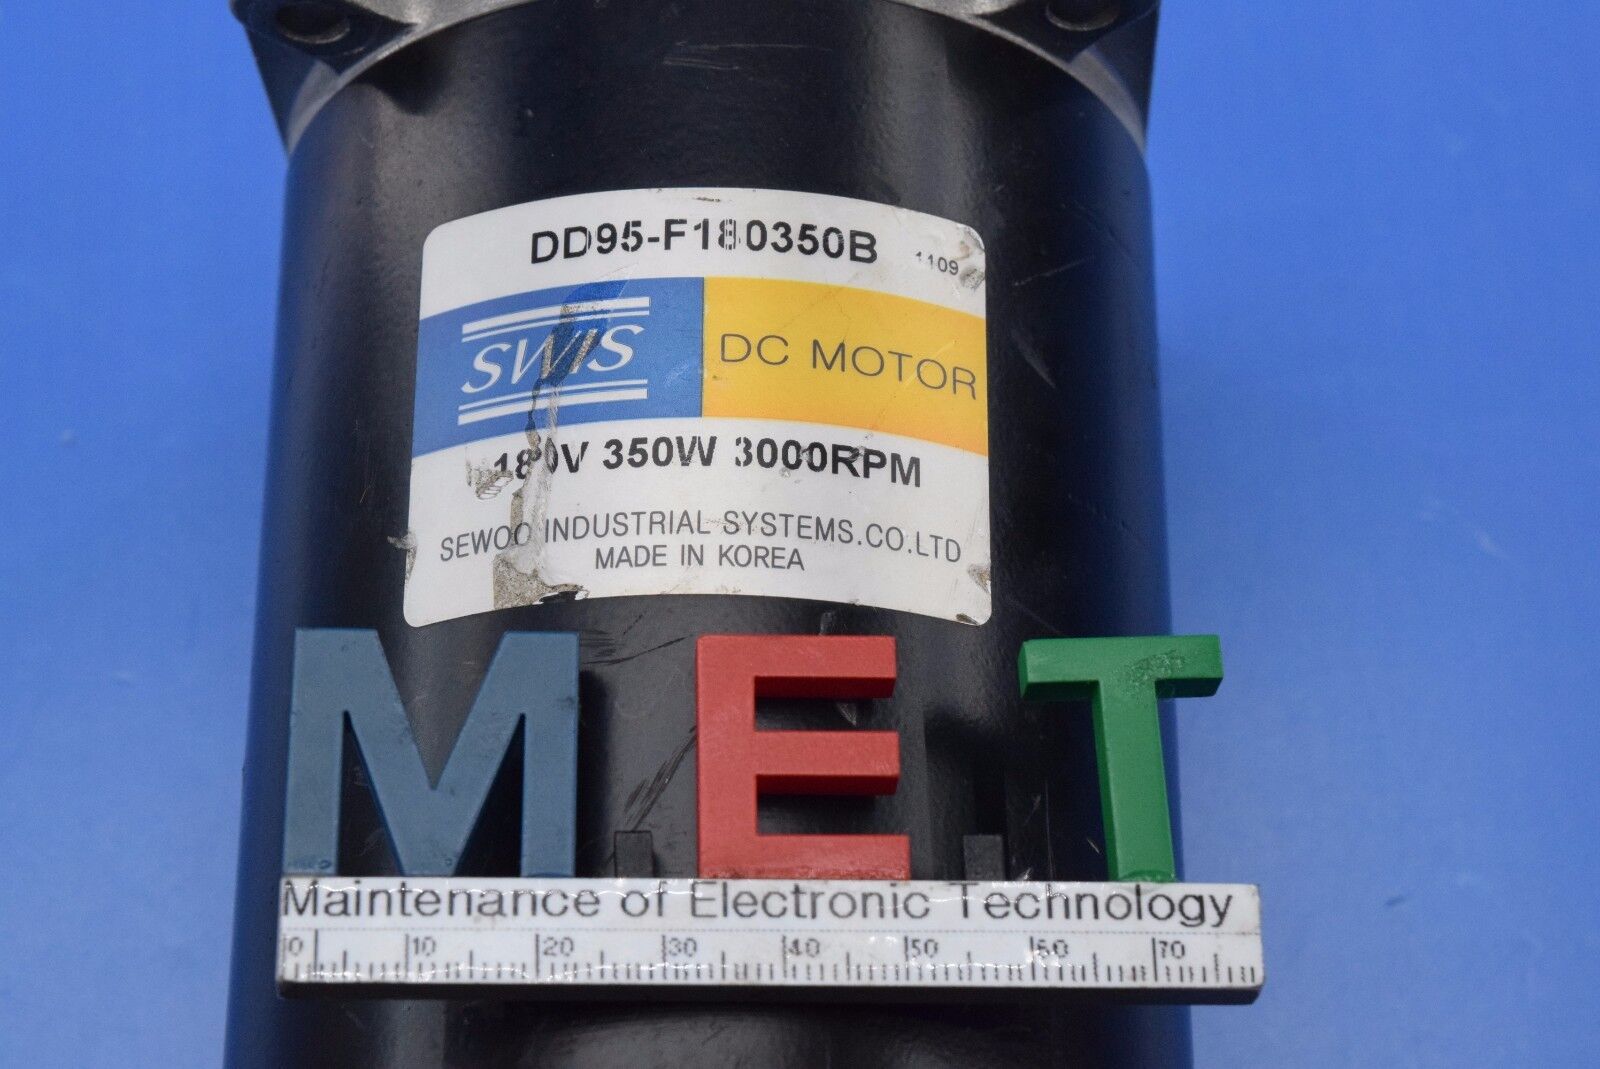 DD95-F180350B
1109
SWIS
DC MOTOR
180V 350W 3000RPM
SEWOO INDUSTRIAL SYSTEMS.CO.LTD
MADE IN KOREA
M.E.T
Maintenance of Electronic Technology
0 10 20 30 40 50 60 70